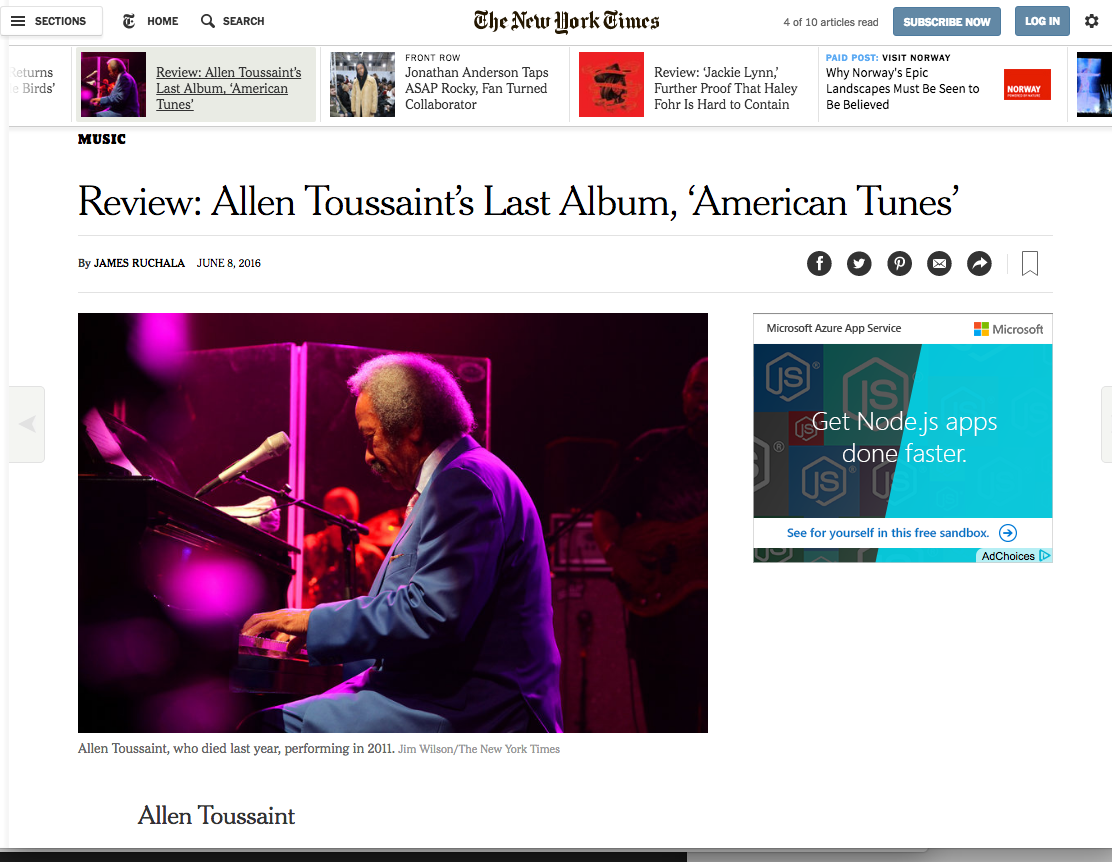 SECTIONS
HOME
SEARCH
The New York Times
4 of 10 articles read
SUBSCRIBE NOW
LOG IN
eturns
e Birds’
Review: Allen Toussaint’s
Last Album, ‘American
Tunes’
FRONT ROW
Jonathan Anderson Taps
ASAP Rocky, Fan Turned
Collaborator
Review: ‘Jackie Lynn,’
Further Proof That Haley
Fohr Is Hard to Contain
PAID POST: VISIT NORWAY
Why Norway’s Epic
Landscapes Must Be Seen to
Be Believed
NORWAY
POWERED BY NATURE
MUSIC
Review: Allen Toussaint’s Last Album, ‘American Tunes’
By JAMES RUCHALA JUNE 8, 2016
Microsoft Azure App Service
Microsoft
Get Node.js apps
done faster.
See for yourself in this free sandbox.
AdChoices
Allen Toussaint, who died last year, performing in 2011. Jim Wilson/The New York Times
Allen Toussaint